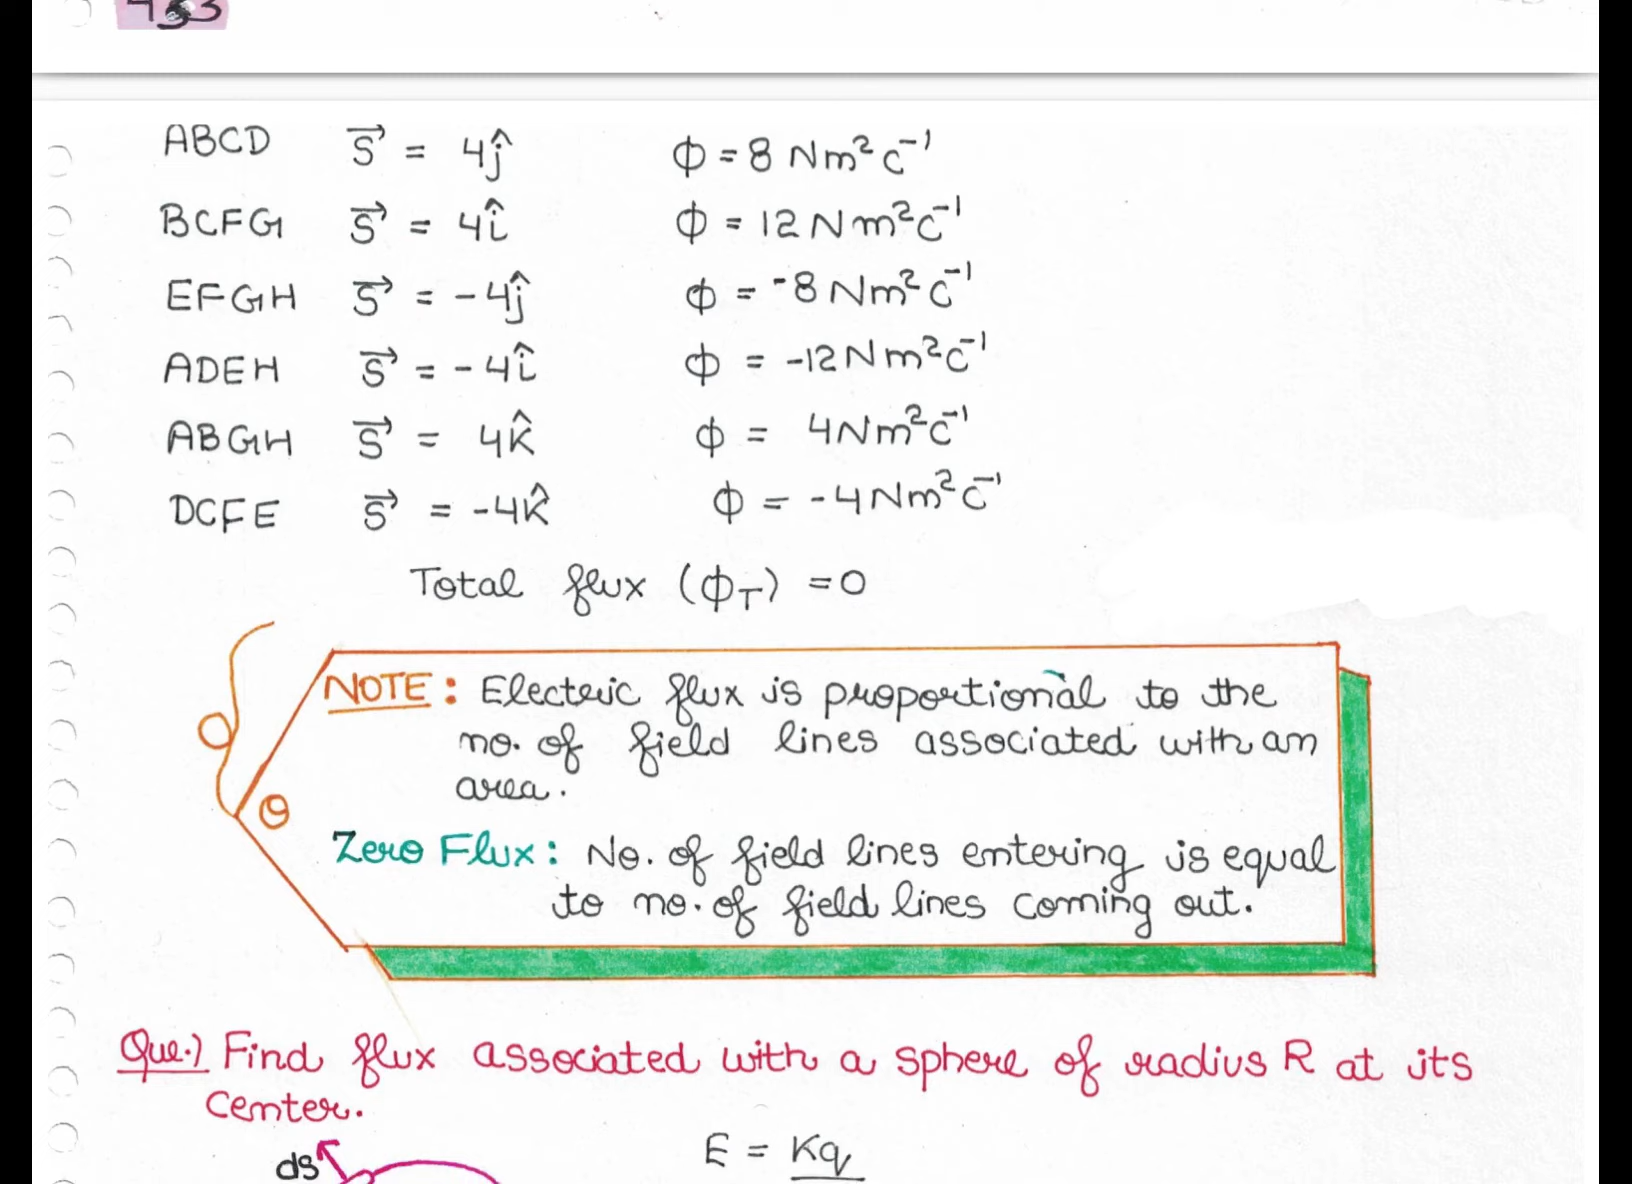 ABCD S⃗ = 4ĵ Φ = 8 Nm²C⁻¹
BCFG S⃗ = 4î Φ = 12 Nm²C⁻¹
EFGH S⃗ = -4ĵ Φ = -8 Nm²C⁻¹
ADEH S⃗ = -4î Φ = -12 Nm²C⁻¹
ABGH S⃗ = 4k̂ Φ = 4 Nm²C⁻¹
DCFE S⃗ = -4k̂ Φ = -4 Nm²C⁻¹
Total flux (Φ_T) = 0
NOTE : Electric flux is proportional to the
no. of field lines associated with an
area.
Zero Flux : No. of field lines entering is equal
to no. of field lines coming out.
Que.) Find flux associated with a sphere of radius R at its
center.
E = Kq
ds